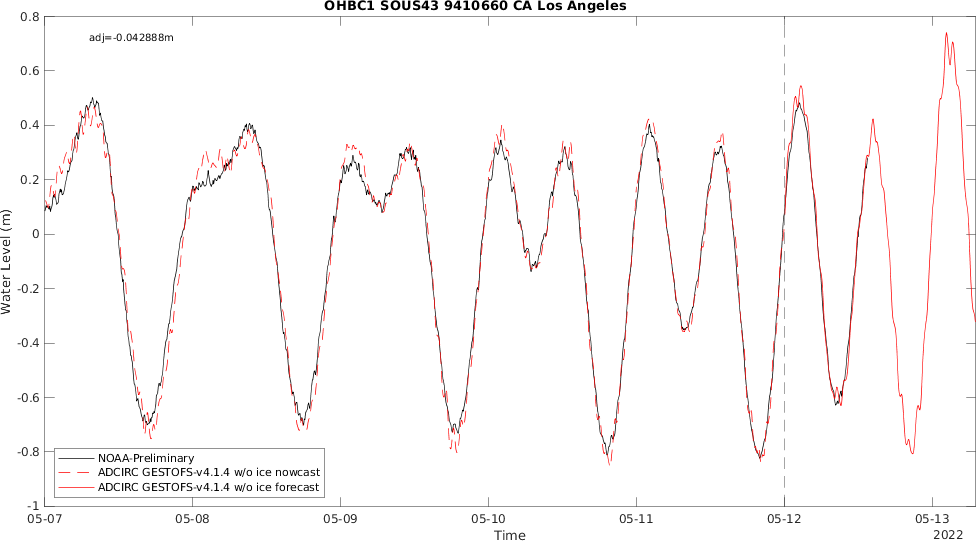 OHBC1 SOUS43 9410660 CA Los Angeles
adj=-0.042888m
0.8
0.6
0.4
0.2
0
-0.2
-0.4
-0.6
-0.8
-1
Water Level (m)
NOAA-Preliminary
ADCIRC GESTOFS-v4.1.4 w/o ice nowcast
ADCIRC GESTOFS-v4.1.4 w/o ice forecast
05-07 05-08 05-09 05-10 05-11 05-12 05-13
Time
2022